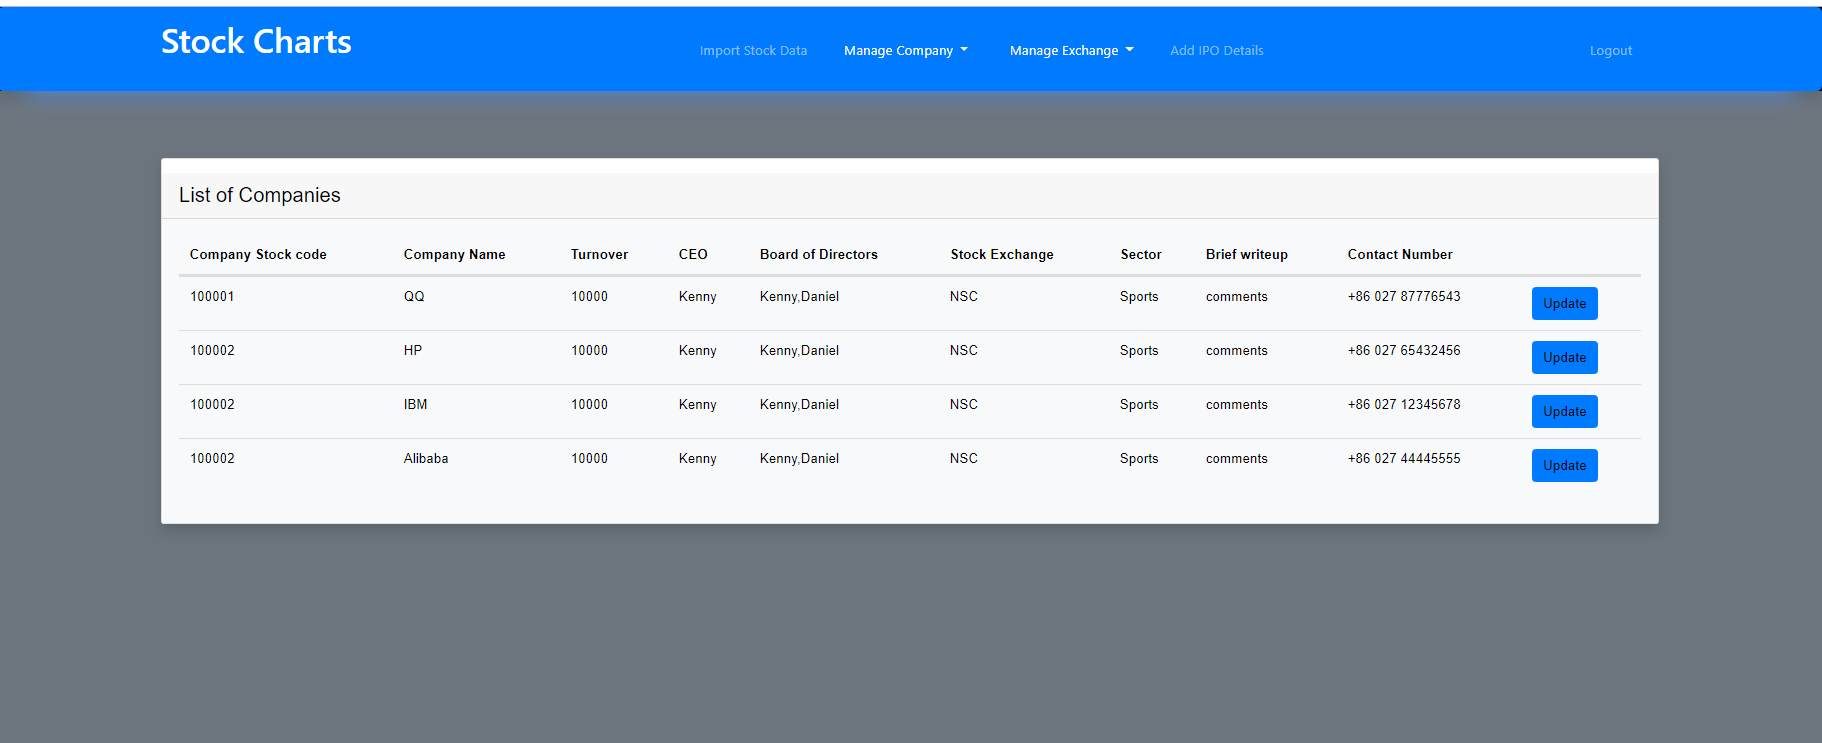 Stock Charts
Import Stock Data Manage Company Manage Exchange Add IPO Details Logout
List of Companies
Company Stock code Company Name Turnover CEO Board of Directors Stock Exchange Sector Brief writeup Contact Number
100001 QQ 10000 Kenny Kenny,Daniel NSC Sports comments +86 027 87776543 Update
100002 HP 10000 Kenny Kenny,Daniel NSC Sports comments +86 027 65432456 Update
100002 IBM 10000 Kenny Kenny,Daniel NSC Sports comments +86 027 12345678 Update
100002 Alibaba 10000 Kenny Kenny,Daniel NSC Sports comments +86 027 44445555 Update